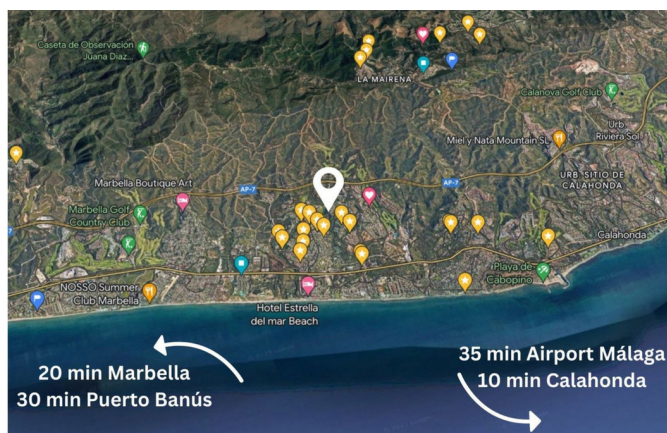 Caseta de Observación
Juana Díaz...
LA MAIRENA
Calanova Golf Club
Urb
Riviera Sol
Miel y Nata Mountain SL
URB. SITIO DE
CALAHONDA
Marbella Boutique Art
AP-7
AP-7
Marbella Golf
Country Club
Calahonda
Playa de
Cabopino
NOSSO Summer
Club Marbella
Hotel Estrella
del mar Beach
20 min Marbella
30 min Puerto Banús
35 min Airport Málaga
10 min Calahonda